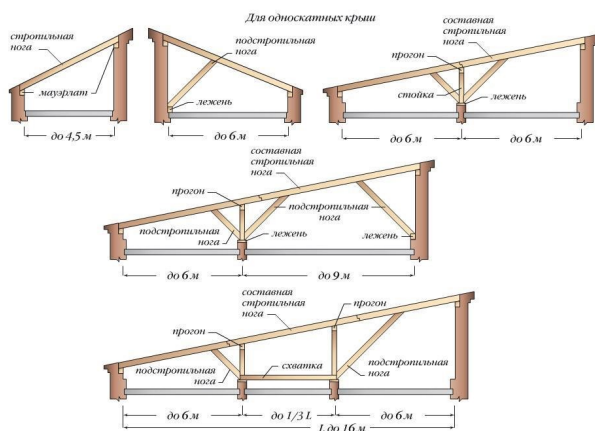 Для односкатных крыш
стропильная
нога
мауэрлат
до 4,5 м
подстропильная
нога
лежень
до 6 м
составная
стропильная
нога
прогон
стойка
лежень
до 6 м
до 6 м
составная
стропильная
нога
прогон
подстропильная
нога
подстропильная
нога
лежень
лежень
до 6 м
до 9 м
составная
стропильная
нога
прогон
прогон
подстропильная
нога
схватка
подстропильная
нога
до 6 м
до 1/3 L
до 6 м
L до 16 м